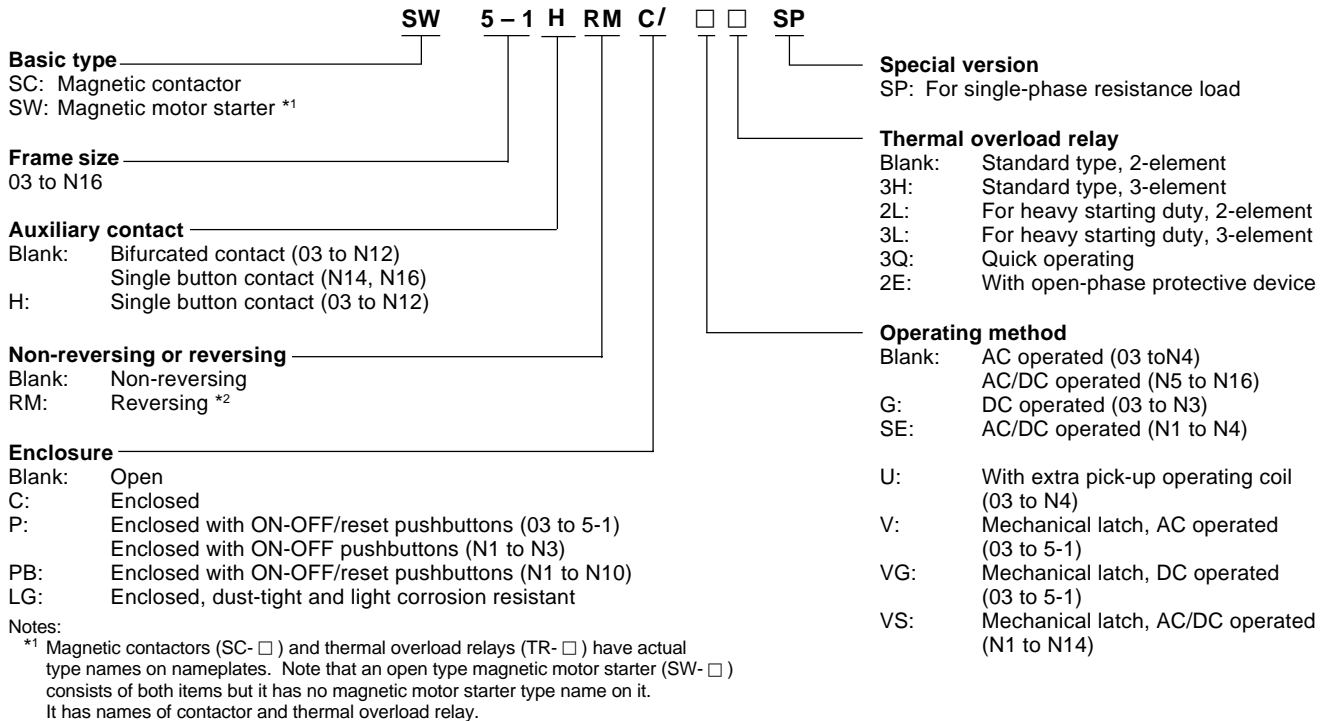 SW 5 – 1 H RM C/ □ □ SP
Basic type
SC: Magnetic contactor
SW: Magnetic motor starter *1
Frame size
03 to N16
Auxiliary contact
Blank: Bifurcated contact (03 to N12)
Single button contact (N14, N16)
H: Single button contact (03 to N12)
Non-reversing or reversing
Blank: Non-reversing
RM: Reversing *2
Enclosure
Blank: Open
C: Enclosed
P: Enclosed with ON-OFF/reset pushbuttons (03 to 5-1)
Enclosed with ON-OFF pushbuttons (N1 to N3)
PB: Enclosed with ON-OFF/reset pushbuttons (N1 to N10)
LG: Enclosed, dust-tight and light corrosion resistant
Notes:
*1 Magnetic contactors (SC- □ ) and thermal overload relays (TR- □ ) have actual
type names on nameplates. Note that an open type magnetic motor starter (SW- □ )
consists of both items but it has no magnetic motor starter type name on it.
It has names of contactor and thermal overload relay.
Special version
SP: For single-phase resistance load
Thermal overload relay
Blank: Standard type, 2-element
3H: Standard type, 3-element
2L: For heavy starting duty, 2-element
3L: For heavy starting duty, 3-element
3Q: Quick operating
2E: With open-phase protective device
Operating method
Blank: AC operated (03 toN4)
AC/DC operated (N5 to N16)
G: DC operated (03 to N3)
SE: AC/DC operated (N1 to N4)
U: With extra pick-up operating coil
(03 to N4)
V: Mechanical latch, AC operated
(03 to 5-1)
VG: Mechanical latch, DC operated
(03 to 5-1)
VS: Mechanical latch, AC/DC operated
(N1 to N14)